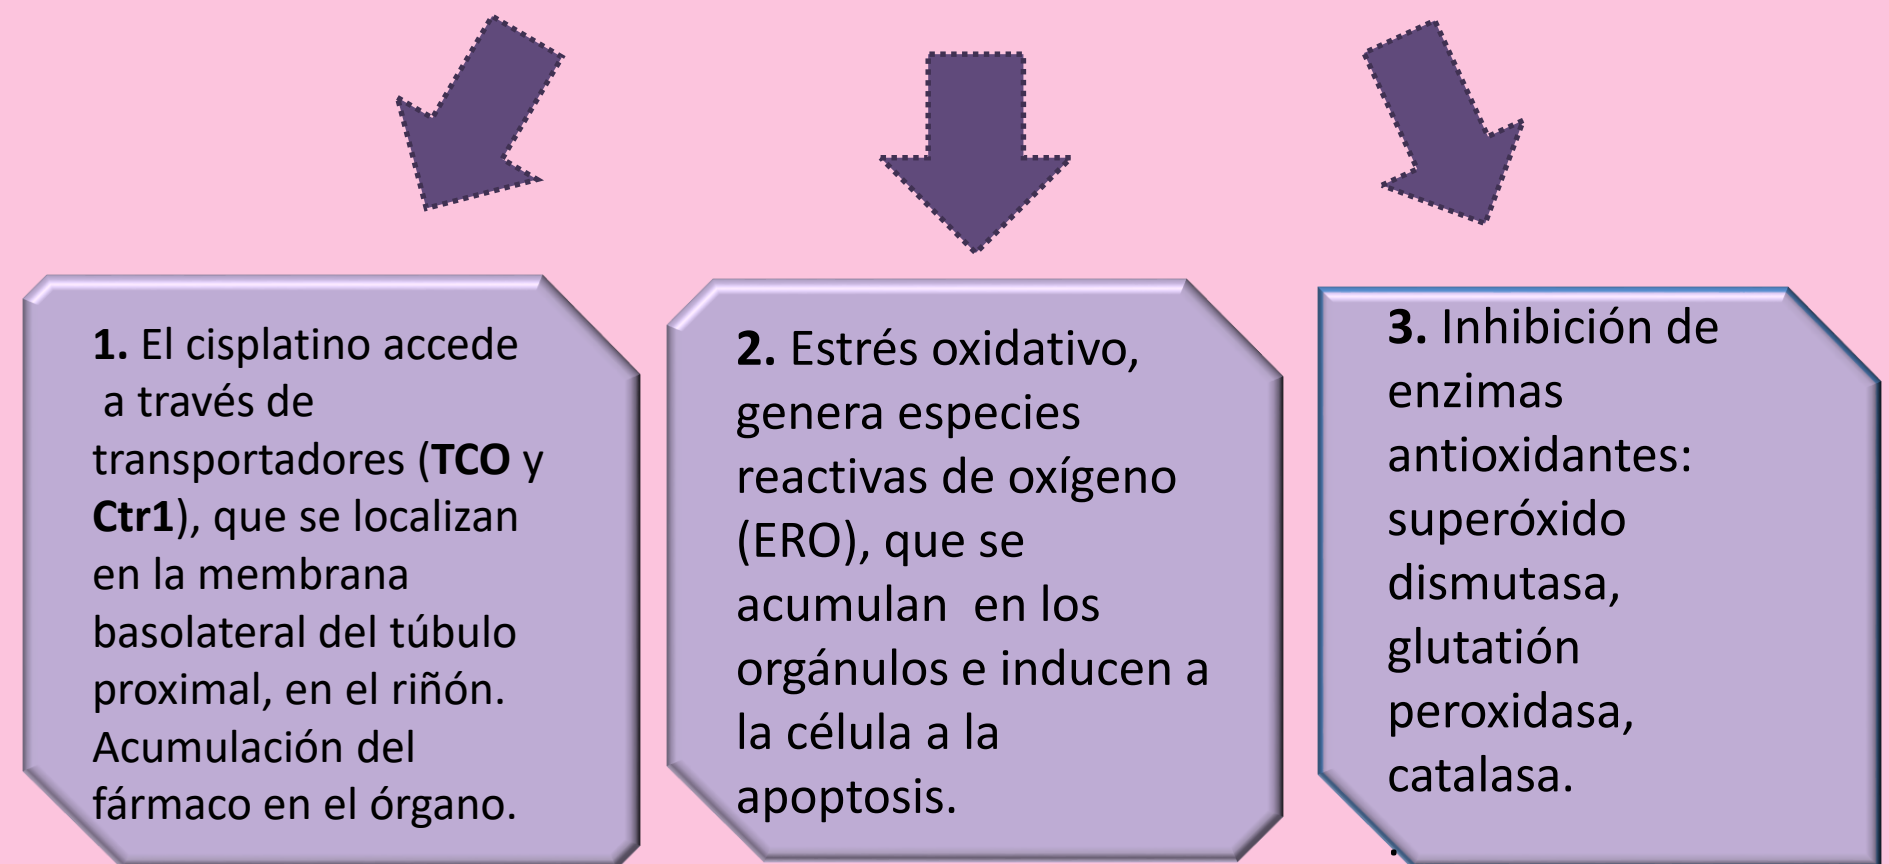 1. El cisplatino accede
a través de
transportadores (TCO y
Ctr1), que se localizan
en la membrana
basolateral del túbulo
proximal, en el riñón.
Acumulación del
fármaco en el órgano.
2. Estrés oxidativo,
genera especies
reactivas de oxígeno
(ERO), que se
acumulan en los
orgánulos e inducen a
la célula a la
apoptosis.
3. Inhibición de
enzimas
antioxidantes:
superóxido
dismutasa,
glutatión
peroxidasa,
catalasa.
.